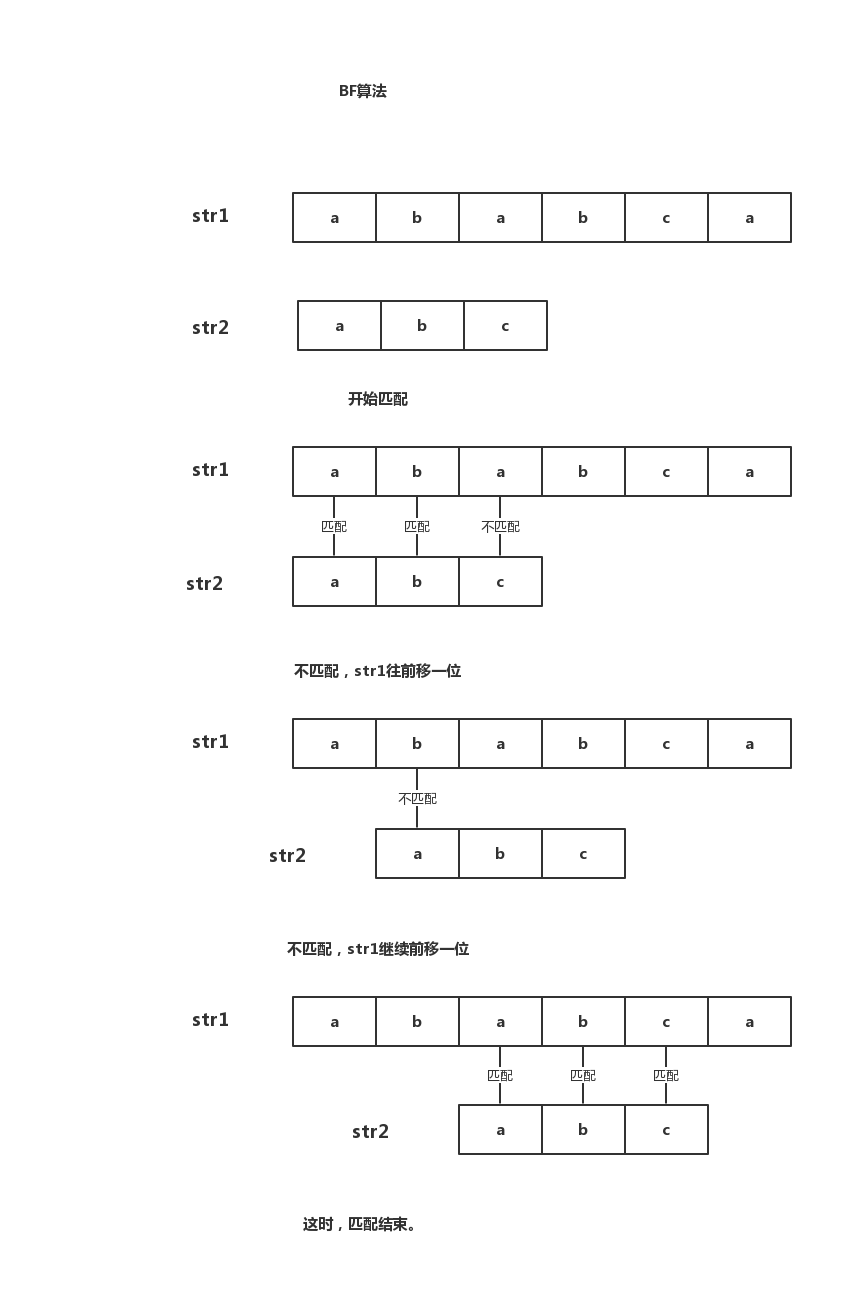 BF算法
str1 a b a b c a
str2 a b c
开始匹配
str1 a b a b c a
匹配 匹配 不匹配
str2 a b c
不匹配，str1往前移一位
str1 a b a b c a
不匹配
str2 a b c
不匹配，str1继续前移一位
str1 a b a b c a
匹配 匹配 匹配
str2 a b c
这时，匹配结束。